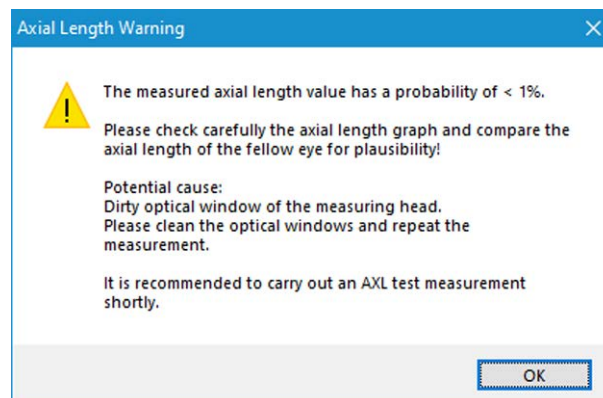 Axial Length Warning
The measured axial length value has a probability of < 1%.
Please check carefully the axial length graph and compare the
axial length of the fellow eye for plausibility!
Potential cause:
Dirty optical window of the measuring head.
Please clean the optical windows and repeat the
measurement.
It is recommended to carry out an AXL test measurement
shortly.
OK